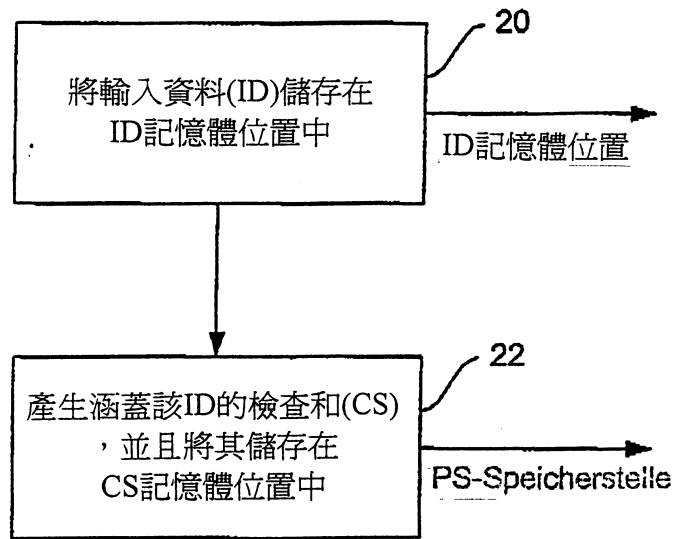 20
將輸入資料(ID)儲存在
ID記憶體位置中
ID記憶體位置
22
產生涵蓋該ID的檢查和(CS)
，並且將其儲存在
CS記憶體位置中
PS-Speicherstelle